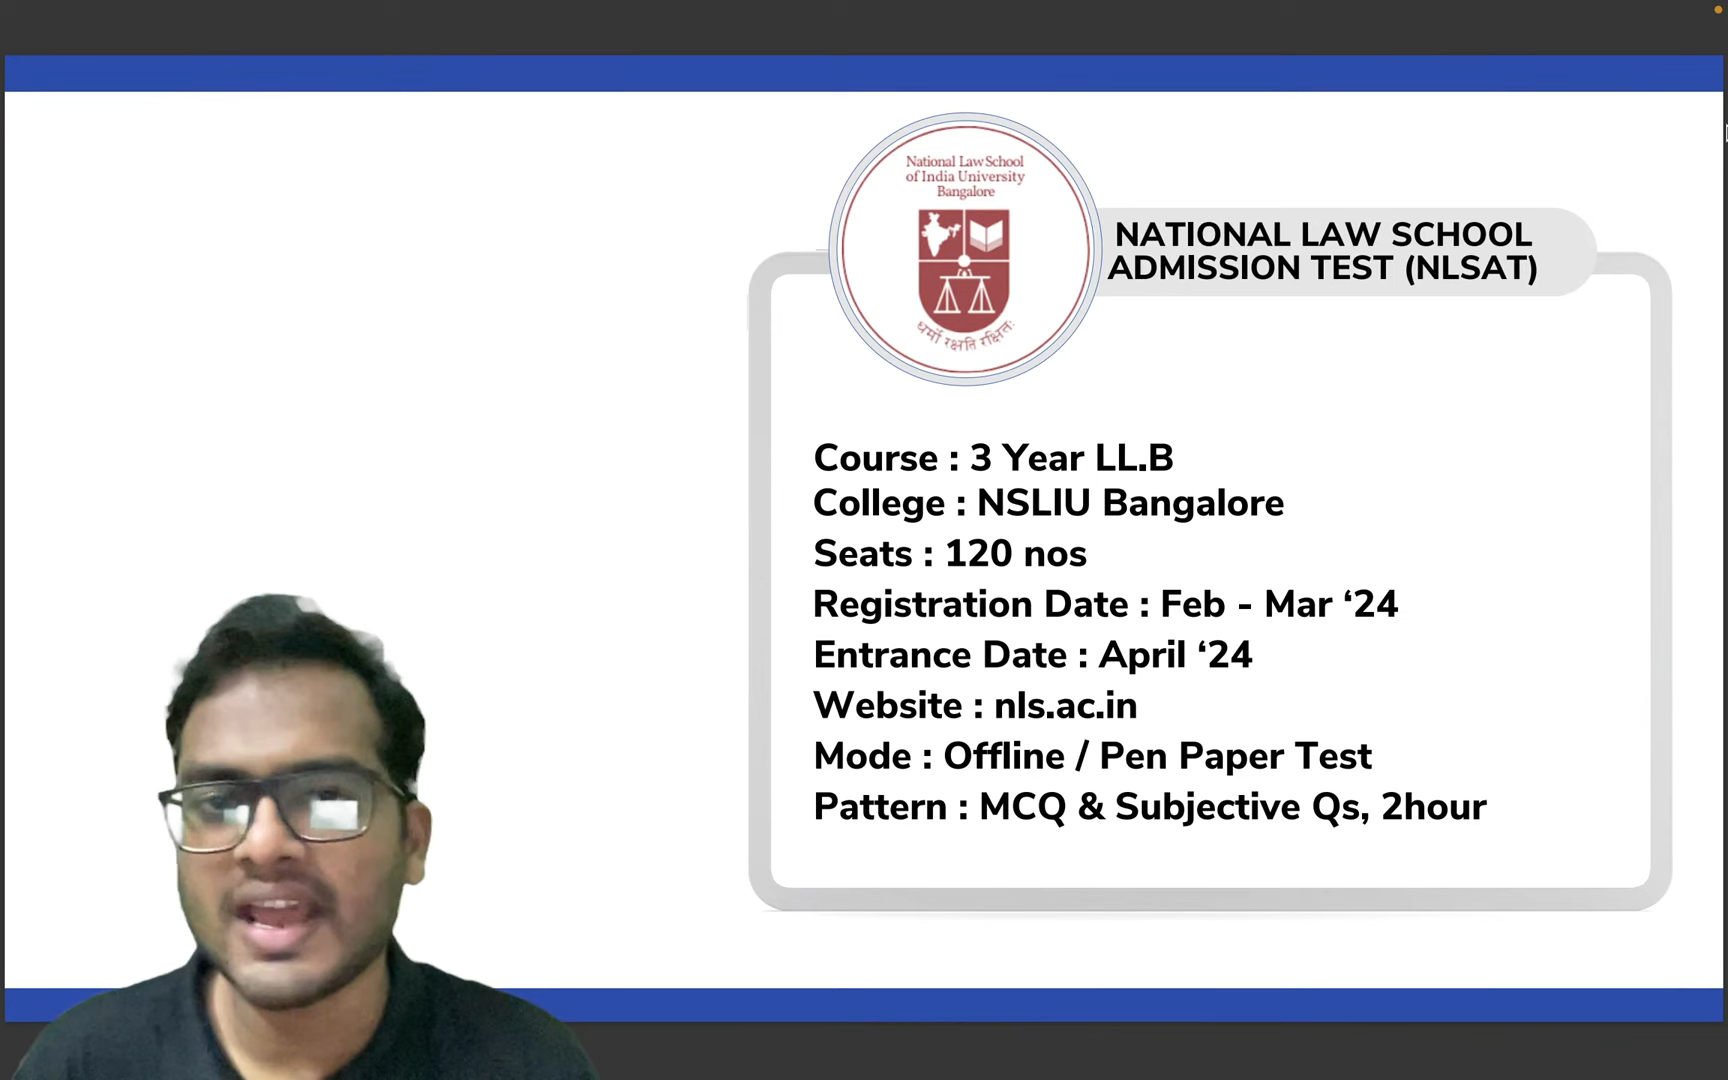 National Law School
of India University
Bangalore
धर्मो रक्षति रक्षितः
NATIONAL LAW SCHOOL
ADMISSION TEST (NLSAT)
Course : 3 Year LL.B
College : NSLIU Bangalore
Seats : 120 nos
Registration Date : Feb - Mar ‘24
Entrance Date : April ‘24
Website : nls.ac.in
Mode : Offline / Pen Paper Test
Pattern : MCQ & Subjective Qs, 2hour